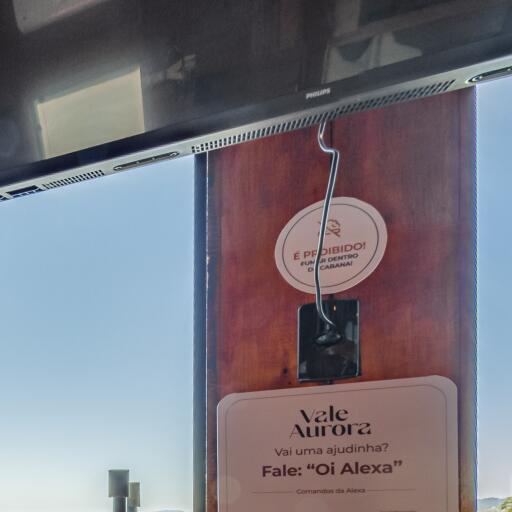 PHILIPS
É PROIBIDO!
FUMAR DENTRO
DA CABANA!
Vale
Aurora
Vai uma ajudinha?
Fale: “Oi Alexa”
Comandos da Alexa